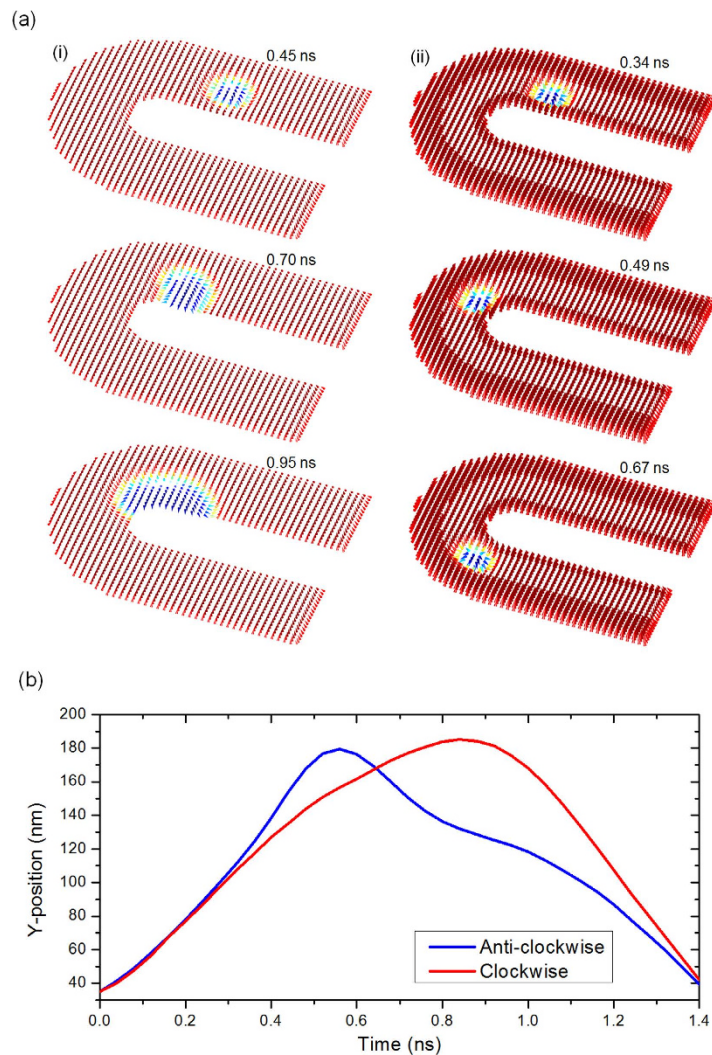 (a)
(i)
0.45 ns
(ii)
0.34 ns
0.70 ns
0.49 ns
0.95 ns
0.67 ns
(b)
200
180
160
140
120
100
80
60
40
Y-position (nm)
Anti-clockwise
Clockwise
0.0 0.2 0.4 0.6 0.8 1.0 1.2 1.4
Time (ns)